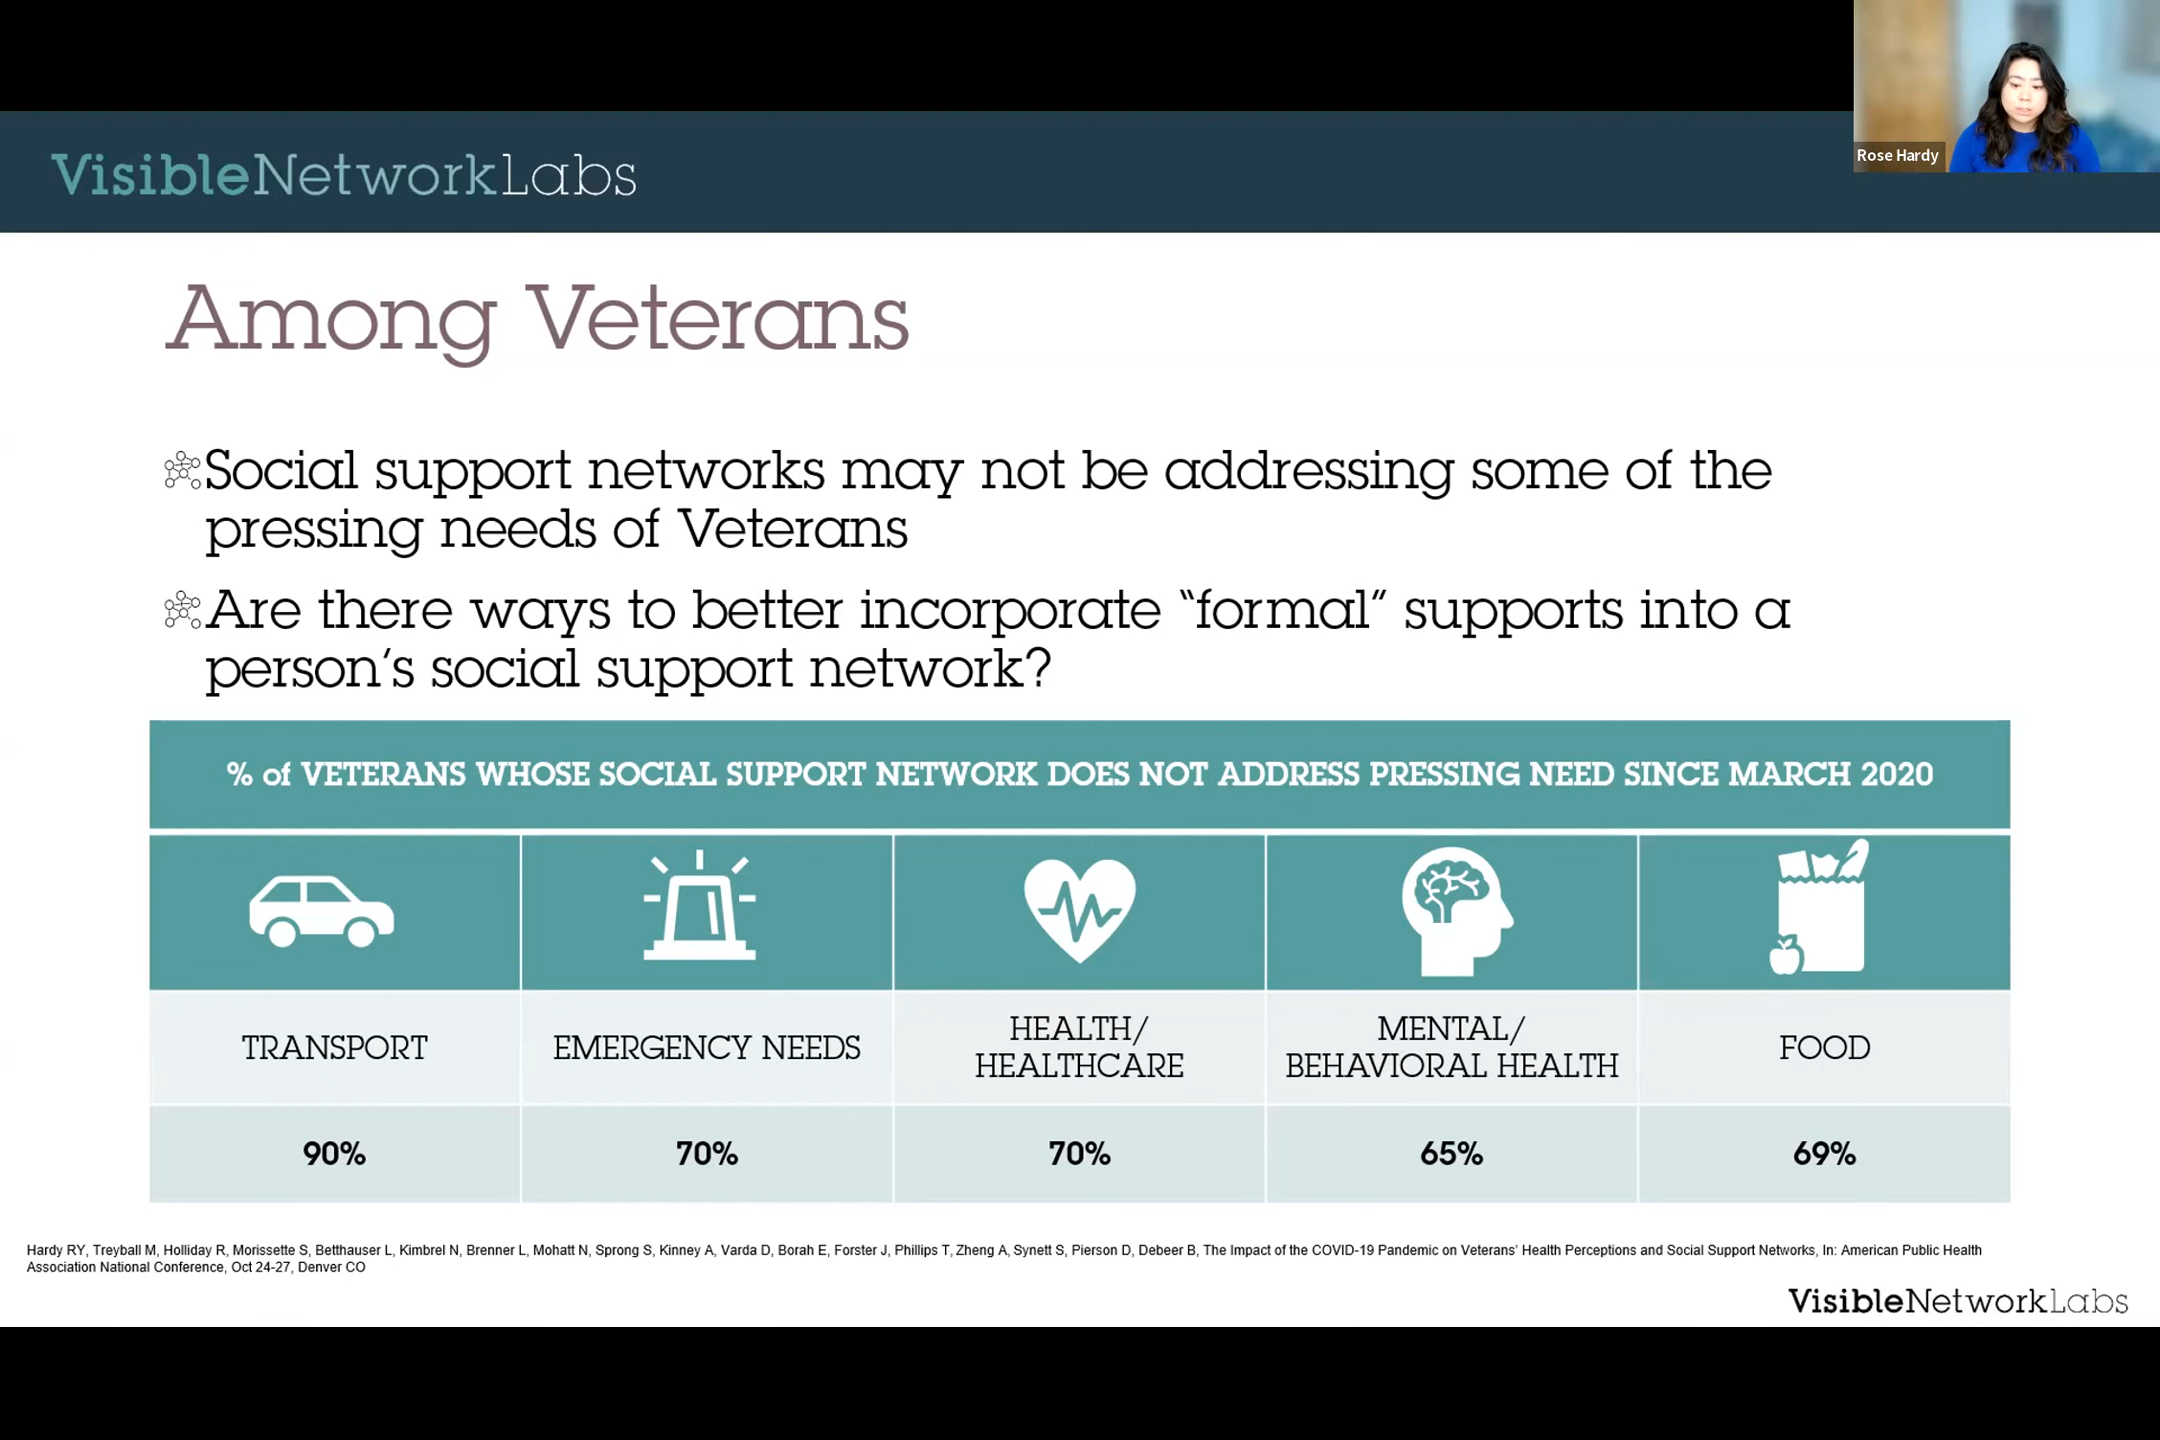 Rose Hardy
VisibleNetworkLabs
Among Veterans
Social support networks may not be addressing some of the
pressing needs of Veterans
Are there ways to better incorporate “formal” supports into a
person’s social support network?
% of VETERANS WHOSE SOCIAL SUPPORT NETWORK DOES NOT ADDRESS PRESSING NEED SINCE MARCH 2020
TRANSPORT
EMERGENCY NEEDS
HEALTH/
HEALTHCARE
MENTAL/
BEHAVIORAL HEALTH
FOOD
90%
70%
70%
65%
69%
Hardy RY, Treyball M, Holliday R, Morissette S, Betthauser L, Kimbrel N, Brenner L, Mohatt N, Sprong S, Kinney A, Varda D, Borah E, Forster J, Phillips T, Zheng A, Synett S, Pierson D, Debeer B, The Impact of the COVID-19 Pandemic on Veterans’ Health Perceptions and Social Support Networks, In: American Public Health
Association National Conference, Oct 24-27, Denver CO
VisibleNetworkLabs